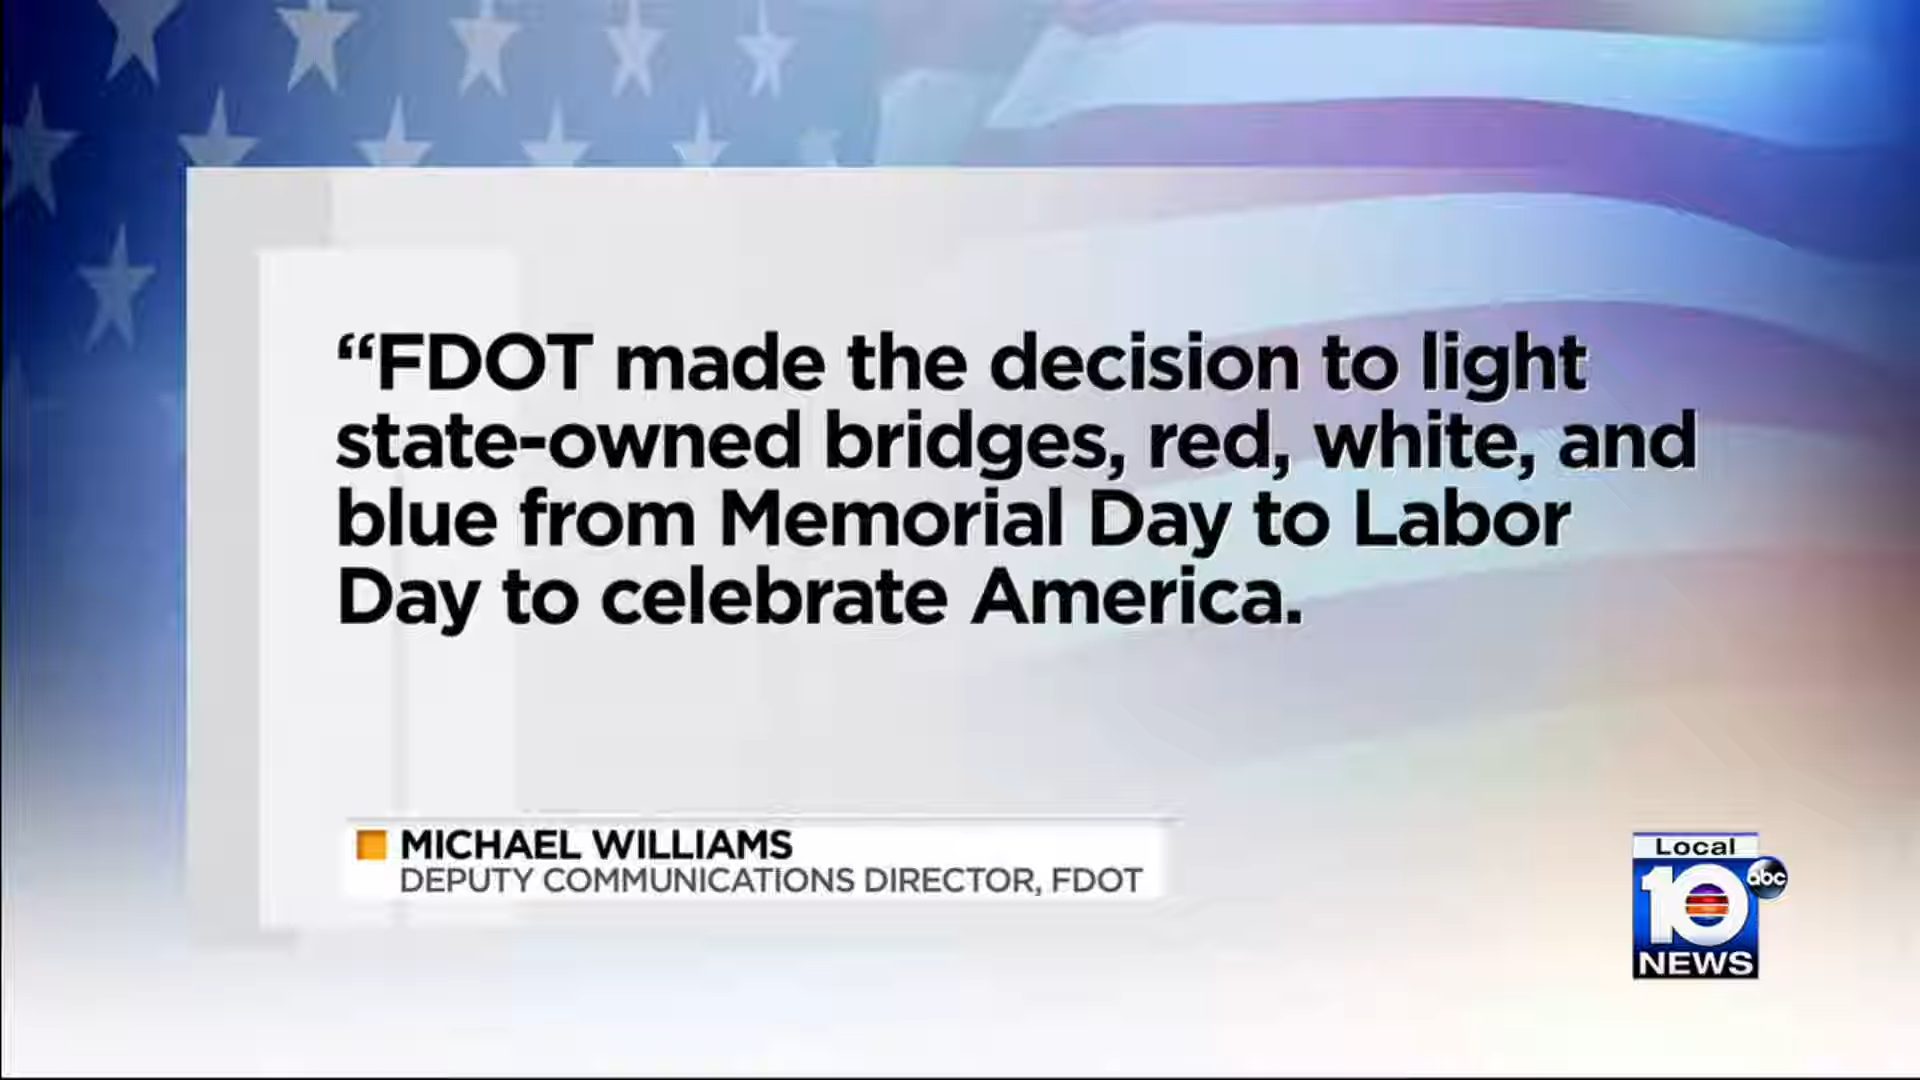 “FDOT made the decision to light
state-owned bridges, red, white, and
blue from Memorial Day to Labor
Day to celebrate America.
MICHAEL WILLIAMS
DEPUTY COMMUNICATIONS DIRECTOR, FDOT
Local
10
abc
NEWS